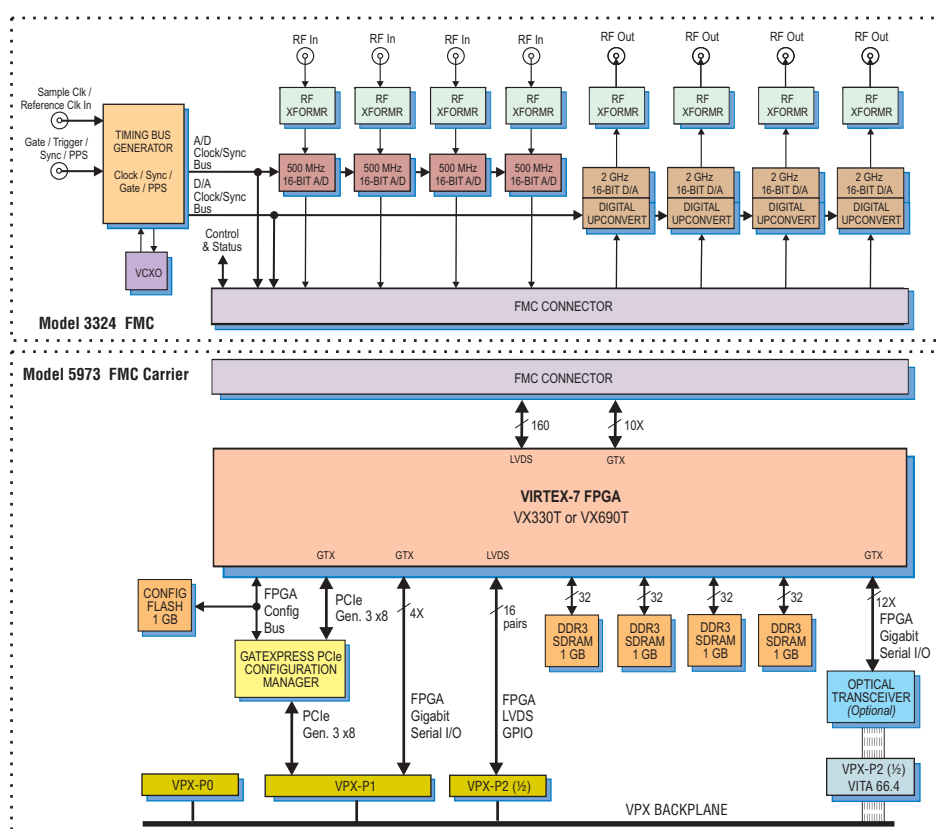 RF In
RF In
RF In
RF In
RF Out
RF Out
RF Out
RF Out
Sample Clk /
Reference Clk In
Gate / Trigger /
Sync / PPS
TIMING BUS
GENERATOR
Clock / Sync /
Gate / PPS
VCXO
A/D
Clock/Sync
Bus
D/A
Clock/Sync
Bus
Control
& Status
RF
XFORMR
RF
XFORMR
RF
XFORMR
RF
XFORMR
RF
XFORMR
RF
XFORMR
RF
XFORMR
RF
XFORMR
500 MHz
16-BIT A/D
500 MHz
16-BIT A/D
500 MHz
16-BIT A/D
500 MHz
16-BIT A/D
2 GHz
16-BIT D/A
DIGITAL
UPCONVERT
2 GHz
16-BIT D/A
DIGITAL
UPCONVERT
2 GHz
16-BIT D/A
DIGITAL
UPCONVERT
2 GHz
16-BIT D/A
DIGITAL
UPCONVERT
FMC CONNECTOR
Model 3324 FMC
Model 5973 FMC Carrier
FMC CONNECTOR
160
10X
LVDS
GTX
VIRTEX-7 FPGA
VX330T or VX690T
GTX
GTX
LVDS
GTX
CONFIG
FLASH
1 GB
FPGA
Config
Bus
PCIe
Gen. 3 x8
4X
16
pairs
32
32
32
32
12X
FPGA
Gigabit
Serial I/O
DDR3
SDRAM
1 GB
DDR3
SDRAM
1 GB
DDR3
SDRAM
1 GB
DDR3
SDRAM
1 GB
GATEXPRESS PCIe
CONFIGURATION
MANAGER
OPTICAL
TRANSCEIVER
(Optional)
PCIe
Gen. 3 x8
FPGA
Gigabit
Serial I/O
FPGA
LVDS
GPIO
VPX-P0
VPX-P1
VPX-P2 (½)
VPX-P2 (½)
VITA 66.4
VPX BACKPLANE